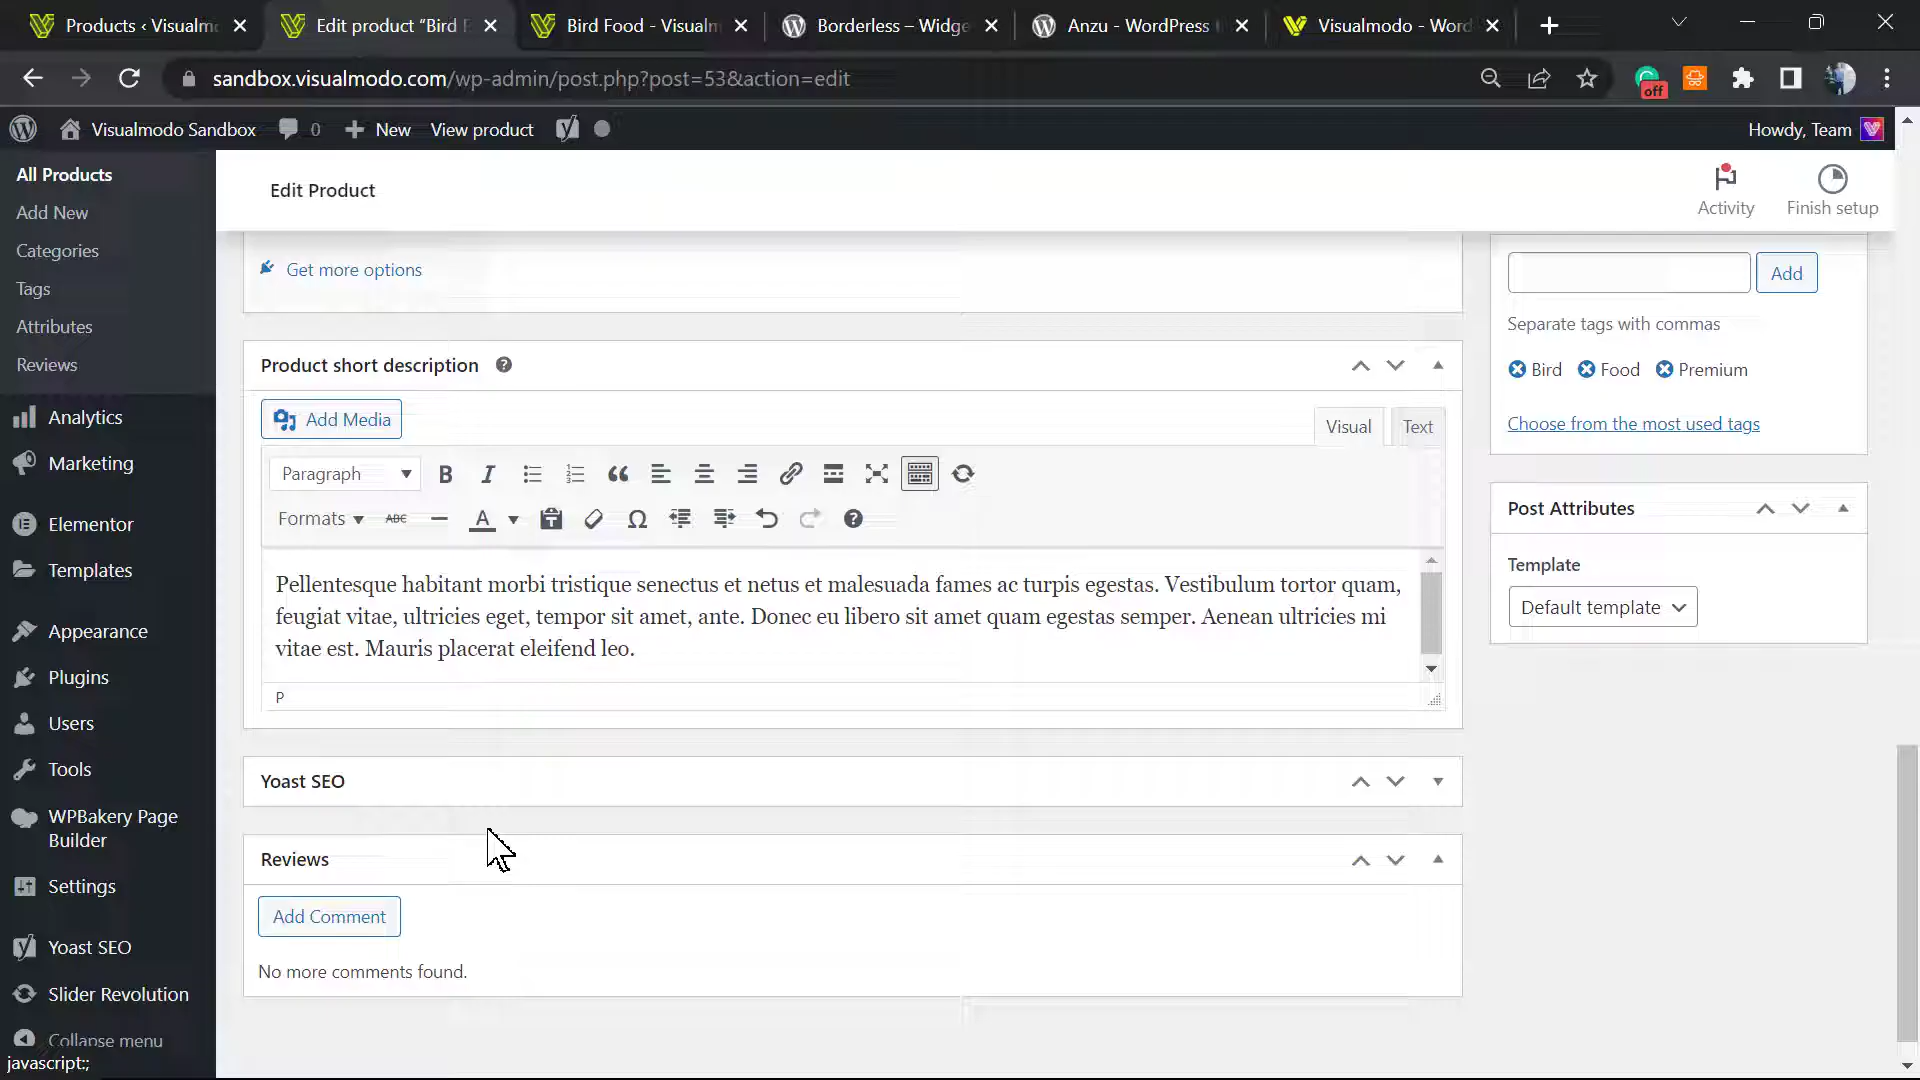 Products ‹ Visualm
Edit product “Bird F
Bird Food - Visualm
Borderless – Widge
Anzu - WordPress
Visualmodo - Word
sandbox.visualmodo.com/wp-admin/post.php?post=53&action=edit
off
Visualmodo Sandbox
0
New
View product
Howdy, Team
All Products
Add New
Categories
Tags
Attributes
Reviews
Analytics
Marketing
Elementor
Templates
Appearance
Plugins
Users
Tools
WPBakery Page
Builder
Settings
Yoast SEO
Slider Revolution
Collapse menu
javascript:;
Edit Product
Activity
Finish setup
Get more options
Product short description
Add Media
Visual
Text
Paragraph
B
I
Formats
ABC
A
Ω
Pellentesque habitant morbi tristique senectus et netus et malesuada fames ac turpis egestas. Vestibulum tortor quam,
feugiat vitae, ultricies eget, tempor sit amet, ante. Donec eu libero sit amet quam egestas semper. Aenean ultricies mi
vitae est. Mauris placerat eleifend leo.
P
Yoast SEO
Reviews
Add Comment
No more comments found.
Add
Separate tags with commas
Bird
Food
Premium
Choose from the most used tags
Post Attributes
Template
Default template